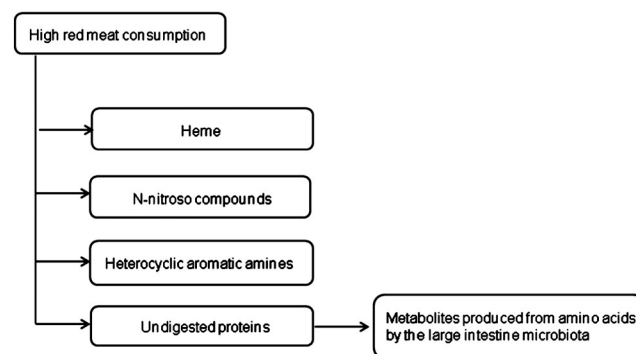 High red meat consumption
Heme
N-nitroso compounds
Heterocyclic aromatic amines
Undigested proteins
Metabolites produced from amino acids
by the large intestine microbiota